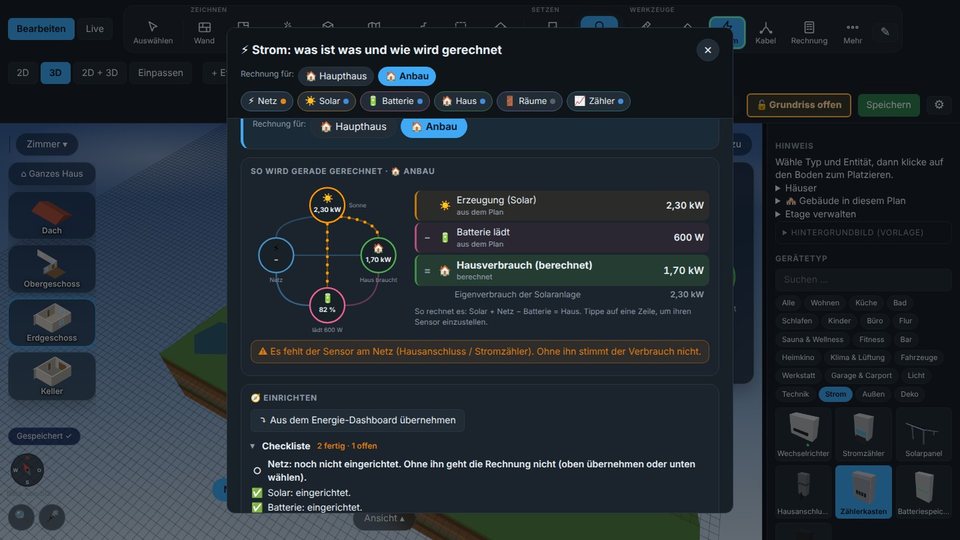 ZEICHNEN
SETZEN
WERKZEUGE
Bearbeiten
Live
Auswählen
Wand
Kabel
Rechnung
Mehr
2D
3D
2D + 3D
Einpassen
Grundriss offen
Speichern
Zimmer ▾
Ganzes Haus
Dach
Obergeschoss
Erdgeschoss
Keller
Gespeichert ✓
N
O
S
W
⚡ Strom: was ist was und wie wird gerechnet
✕
Rechnung für:
Haupthaus
Anbau
Netz
Solar
Batterie
Haus
Räume
Zähler
Rechnung für:
Haupthaus
Anbau
SO WIRD GERADE GERECHNET · ANBAU
2,30 kW
Sonne
–
Netz
1,70 kW
Haus braucht
82 %
lädt 600 W
Erzeugung (Solar)
aus dem Plan
2,30 kW
– Batterie lädt
aus dem Plan
600 W
= Hausverbrauch (berechnet)
berechnet
1,70 kW
Eigenverbrauch der Solaranlage
2,30 kW
So rechnet es: Solar + Netz − Batterie = Haus. Tippe auf eine Zeile, um ihren
Sensor einzustellen.
⚠ Es fehlt der Sensor am Netz (Hausanschluss / Stromzähler). Ohne ihn stimmt der Verbrauch nicht.
EINRICHTEN
Aus dem Energie-Dashboard übernehmen
▾ Checkliste 2 fertig · 1 offen
Netz: noch nicht eingerichtet. Ohne ihn geht die Rechnung nicht (oben übernehmen oder unten
wählen).
✅ Solar: eingerichtet.
✅ Batterie: eingerichtet.
Ansicht ▴
zu
HINWEIS
Wähle Typ und Entität, dann klicke auf
den Boden zum Platzieren.
▶ Häuser
▶ Gebäude in diesem Plan
▶ Etage verwalten
▶ HINTERGRUNDBILD (VORLAGE)
GERÄTETYP
Suchen ...
Alle
Wohnen
Küche
Bad
Schlafen
Kinder
Büro
Flur
Sauna & Wellness
Fitness
Bar
Heimkino
Klima & Lüftung
Fahrzeuge
Werkstatt
Garage & Carport
Licht
Technik
Strom
Außen
Deko
Wechselrichter
Stromzähler
Solarpanel
Hausanschlu...
Zählerkasten
Batteriespeic...